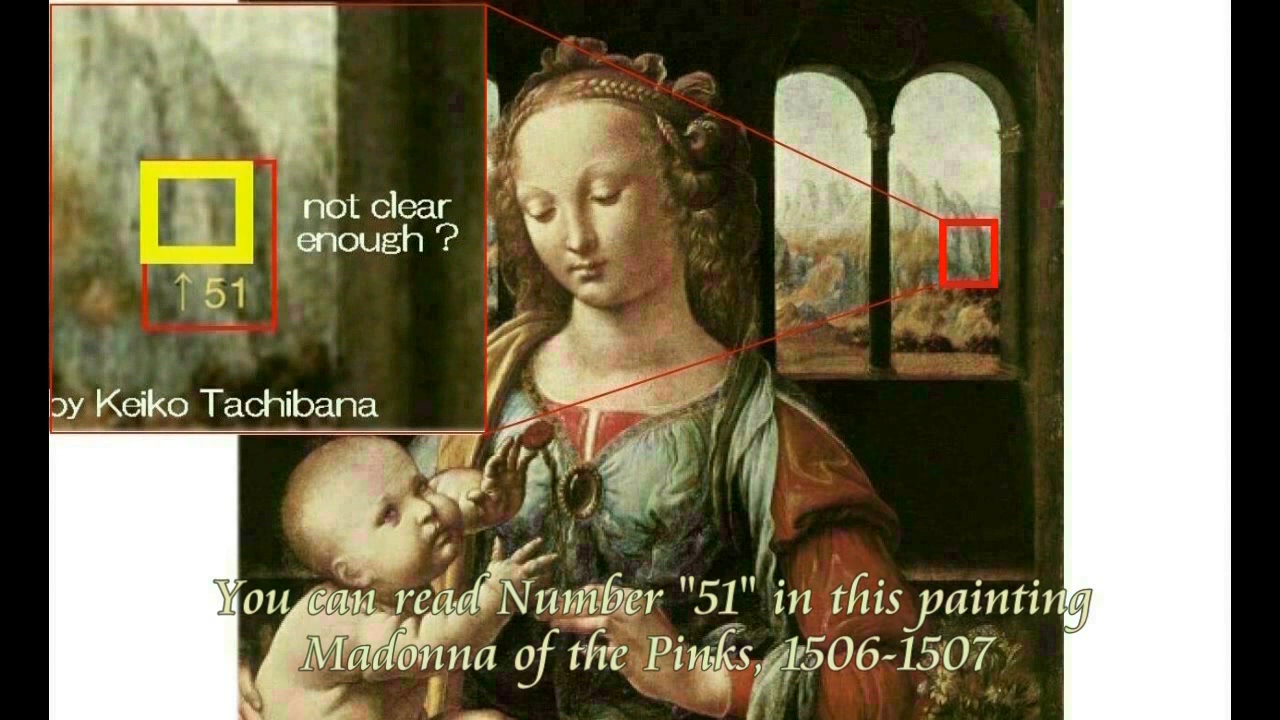 not clear
enough ?
↑51
by Keiko Tachibana
You can read Number "51" in this painting
Madonna of the Pinks, 1506-1507